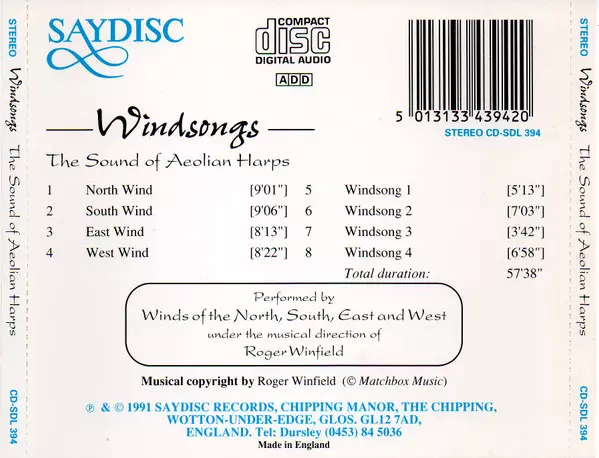 STEREO
Windsongs
The Sound of Aeolian Harps
CD-SDL 394
SAYDISC
COMPACT
disc
DIGITAL AUDIO
ADD
5 013133 439420
STEREO CD-SDL 394
Windsongs
The Sound of Aeolian Harps
1 North Wind [9'01"] 5 Windsong 1 [5'13"]
2 South Wind [9'06"] 6 Windsong 2 [7'03"]
3 East Wind [8'13"] 7 Windsong 3 [3'42"]
4 West Wind [8'22"] 8 Windsong 4 [6'58"]
Total duration: 57'38"
Performed by
Winds of the North, South, East and West
under the musical direction of
Roger Winfield
Musical copyright by Roger Winfield (© Matchbox Music)
℗ & © 1991 SAYDISC RECORDS, CHIPPING MANOR, THE CHIPPING,
WOTTON-UNDER-EDGE, GLOS. GL12 7AD,
ENGLAND. Tel: Dursley (0453) 84 5036
Made in England
STEREO
Windsongs
The Sound of Aeolian Harps
CD-SDL 394